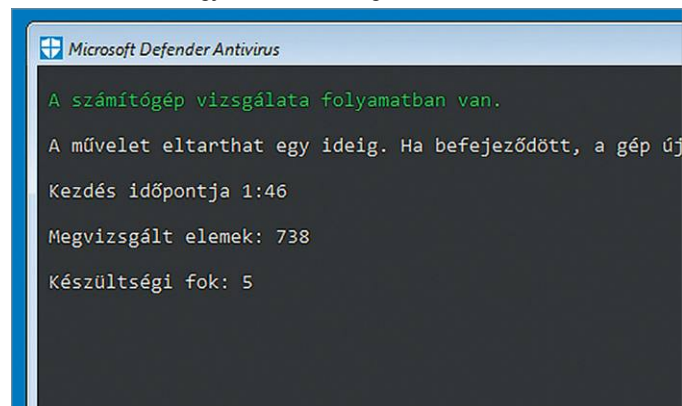 Microsoft Defender Antivirus
A számítógép vizsgálata folyamatban van.
A művelet eltarthat egy ideig. Ha befejeződött, a gép új
Kezdés időpontja 1:46
Megvizsgált elemek: 738
Készültségi fok: 5